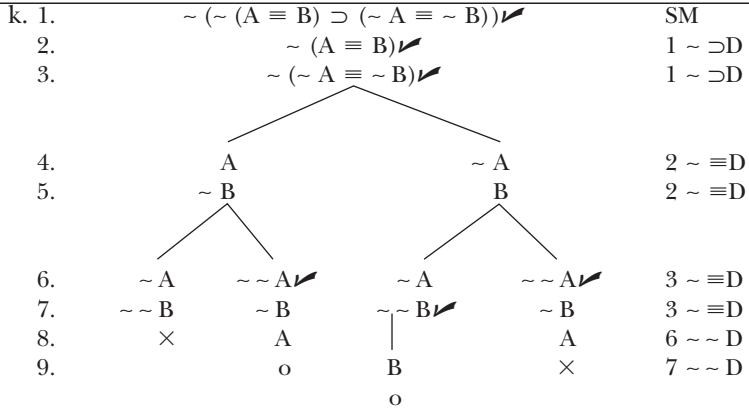 k. 1. ~ (~ (A ≡ B) ⊃ (~ A ≡ ~ B))✓ SM
2. ~ (A ≡ B)✓ 1 ~ ⊃D
3. ~ (~ A ≡ ~ B)✓ 1 ~ ⊃D
4. A ~ A 2 ~ ≡D
5. ~ B B 2 ~ ≡D
6. ~ A ~ ~ A✓ ~ A ~ ~ A✓ 3 ~ ≡D
7. ~ ~ B ~ B ~ ~ B✓ ~ B 3 ~ ≡D
8. × A A 6 ~ ~ D
9. o B × 7 ~ ~ D
o